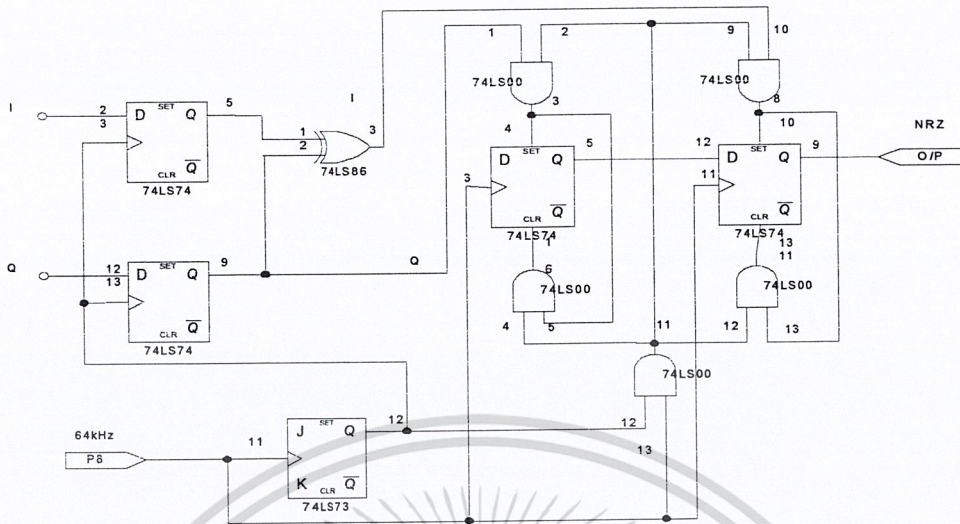 1 2 9 10
74LS00 74LS00
3 8
I I
2 D SET Q 5
3
Q
CLR
74LS74
1 3
2
74LS86
4 10
NRZ
D SET Q 5 12 D SET Q 9 O/P
3 11
Q Q
CLR CLR
74LS74 74LS74
1 13
Q 12 D SET Q 9 Q
13
Q
CLR
74LS74
6 11
74LS00 74LS00
4 5 11 12 13
74LS00
12
13
64kHz
P8 11 J SET Q 12
K CLR Q
74LS73